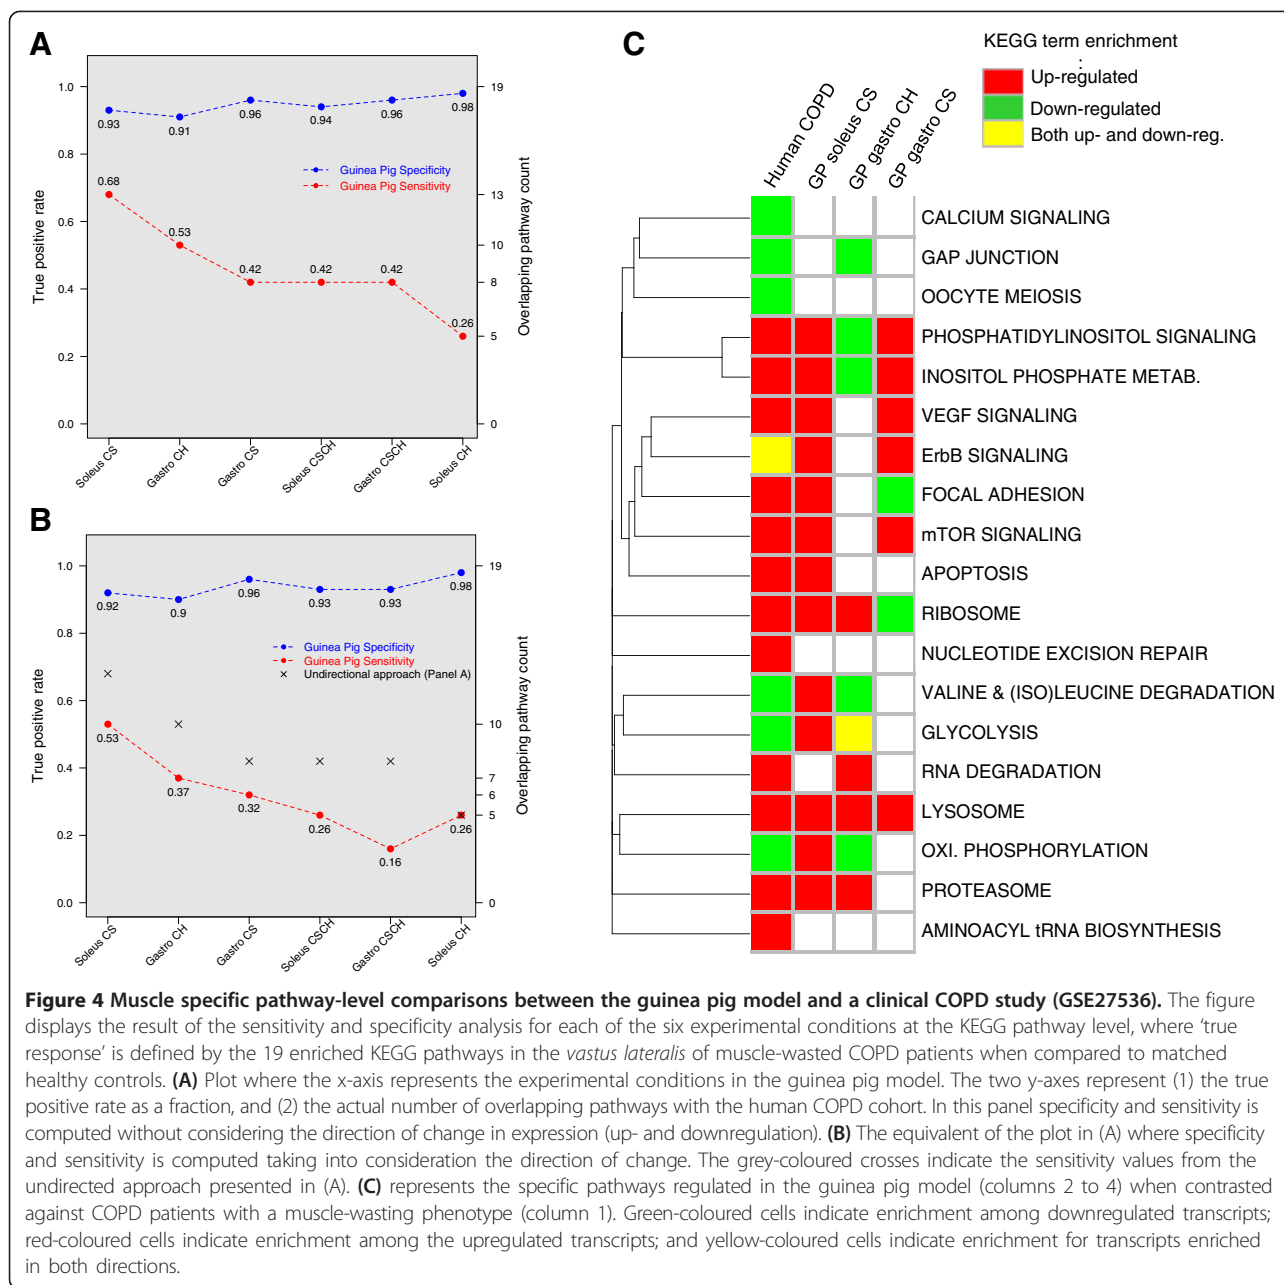 A
1.0
0.8
0.6
0.4
0.2
0.0
True positive rate
0.93
0.91
0.96
0.94
0.96
0.98
Guinea Pig Specificity
Guinea Pig Sensitivity
0.68
0.53
0.42
0.42
0.42
0.26
19
13
10
8
5
0
Overlapping pathway count
Soleus CS
Gastro CH
Gastro CS
Soleus CSCH
Gastro CSCH
Soleus CH
B
1.0
0.8
0.6
0.4
0.2
0.0
True positive rate
0.92
0.9
0.96
0.93
0.93
0.98
Guinea Pig Specificity
Guinea Pig Sensitivity
Undirectional approach (Panel A)
0.53
0.37
0.32
0.26
0.16
0.26
19
10
7
6
5
0
Overlapping pathway count
Soleus CS
Gastro CH
Gastro CS
Soleus CSCH
Gastro CSCH
Soleus CH
C
KEGG term enrichment
:
Up-regulated
Down-regulated
Both up- and down-reg.
Human COPD
GP soleus CS
GP gastro CH
GP gastro CS
CALCIUM SIGNALING
GAP JUNCTION
OOCYTE MEIOSIS
PHOSPHATIDYLINOSITOL SIGNALING
INOSITOL PHOSPHATE METAB.
VEGF SIGNALING
ErbB SIGNALING
FOCAL ADHESION
mTOR SIGNALING
APOPTOSIS
RIBOSOME
NUCLEOTIDE EXCISION REPAIR
VALINE & (ISO)LEUCINE DEGRADATION
GLYCOLYSIS
RNA DEGRADATION
LYSOSOME
OXI. PHOSPHORYLATION
PROTEASOME
AMINOACYL tRNA BIOSYNTHESIS
Figure 4 Muscle specific pathway-level comparisons between the guinea pig model and a clinical COPD study (GSE27536). The figure
displays the result of the sensitivity and specificity analysis for each of the six experimental conditions at the KEGG pathway level, where 'true
response' is defined by the 19 enriched KEGG pathways in the vastus lateralis of muscle-wasted COPD patients when compared to matched
healthy controls. (A) Plot where the x-axis represents the experimental conditions in the guinea pig model. The two y-axes represent (1) the true
positive rate as a fraction, and (2) the actual number of overlapping pathways with the human COPD cohort. In this panel specificity and sensitivity is
computed without considering the direction of change in expression (up- and downregulation). (B) The equivalent of the plot in (A) where specificity
and sensitivity is computed taking into consideration the direction of change. The grey-coloured crosses indicate the sensitivity values from the
undirected approach presented in (A). (C) represents the specific pathways regulated in the guinea pig model (columns 2 to 4) when contrasted
against COPD patients with a muscle-wasting phenotype (column 1). Green-coloured cells indicate enrichment among downregulated transcripts;
red-coloured cells indicate enrichment among the upregulated transcripts; and yellow-coloured cells indicate enrichment for transcripts enriched
in both directions.